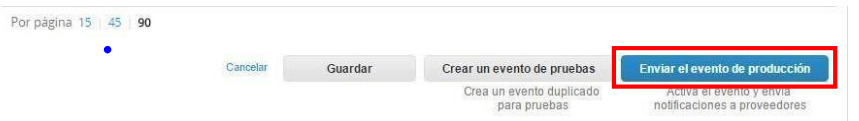 Por página 15 | 45 | 90
Cancelar Guardar Crear un evento de pruebas Enviar el evento de producción
Crea un evento duplicado Activa el evento y envía
para pruebas notificaciones a proveedores